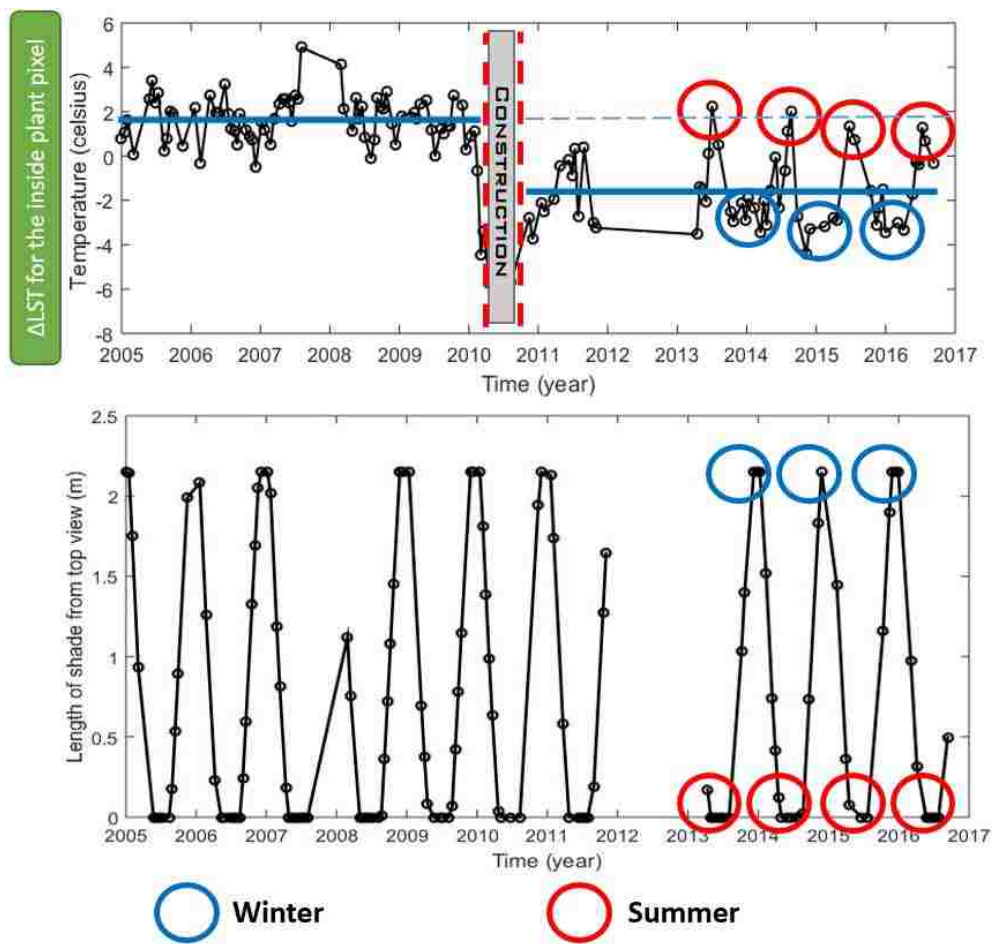 ΔLST for the inside plant pixel
Temperature (celsius)
6
4
2
0
-2
-4
-6
-8
CONSTRUCTION
2005 2006 2007 2008 2009 2010 2011 2012 2013 2014 2015 2016 2017
Time (year)
Length of shade from top view (m)
2.5
2
1.5
1
0.5
0
2005 2006 2007 2008 2009 2010 2011 2012 2013 2014 2015 2016 2017
Time (year)
Winter
Summer